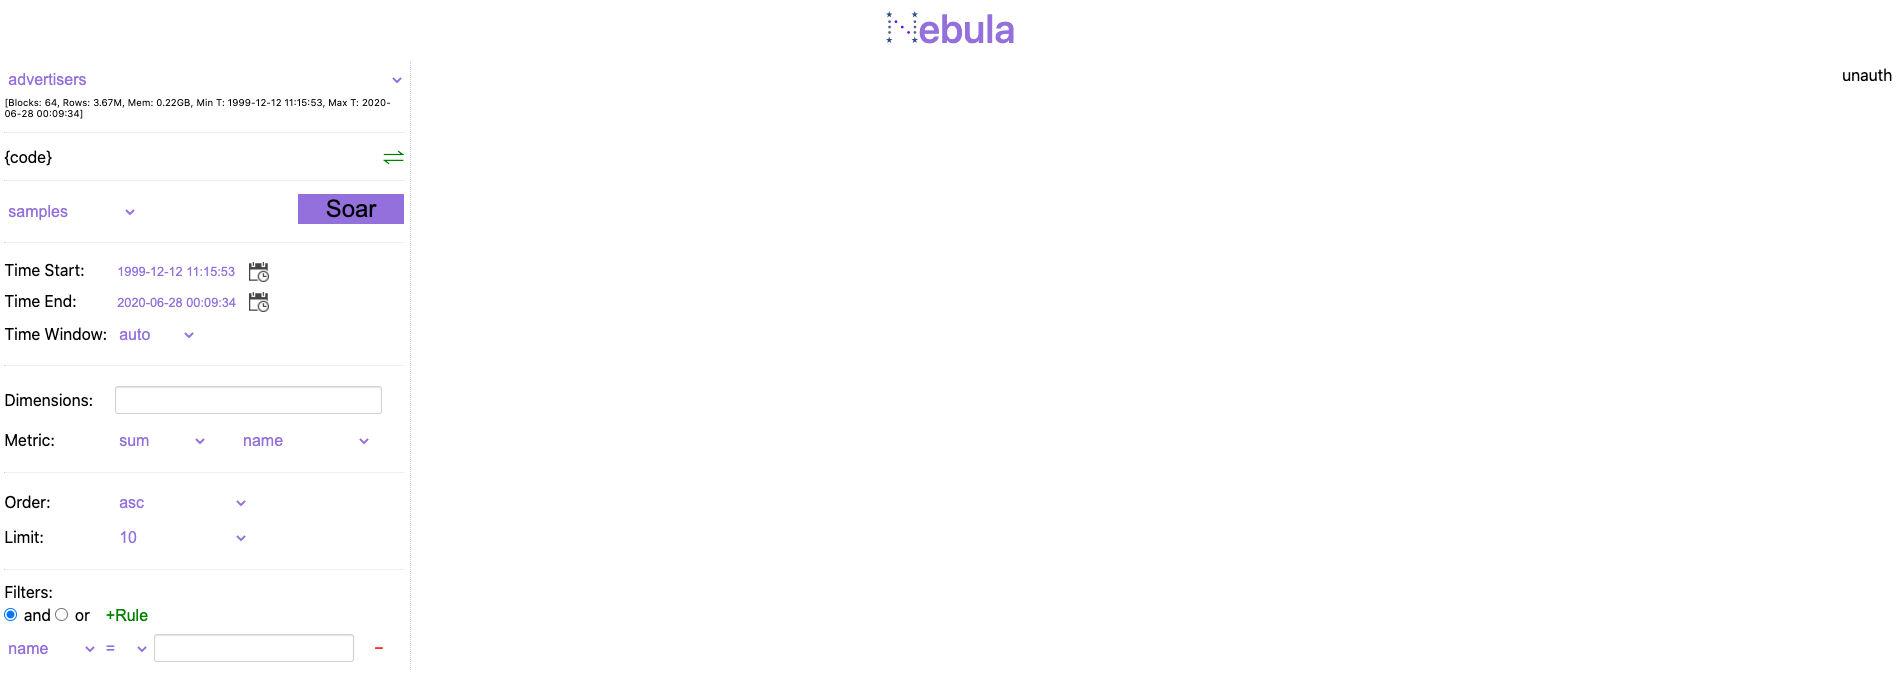 Nebula
advertisers
unauth
[Blocks: 64, Rows: 3.67M, Mem: 0.22GB, Min T: 1999-12-12 11:15:53, Max T: 2020-
06-28 00:09:34]
{code}
samples
Soar
Time Start: 1999-12-12 11:15:53
Time End: 2020-06-28 00:09:34
Time Window: auto
Dimensions:
Metric: sum name
Order: asc
Limit: 10
Filters:
and or +Rule
name = -